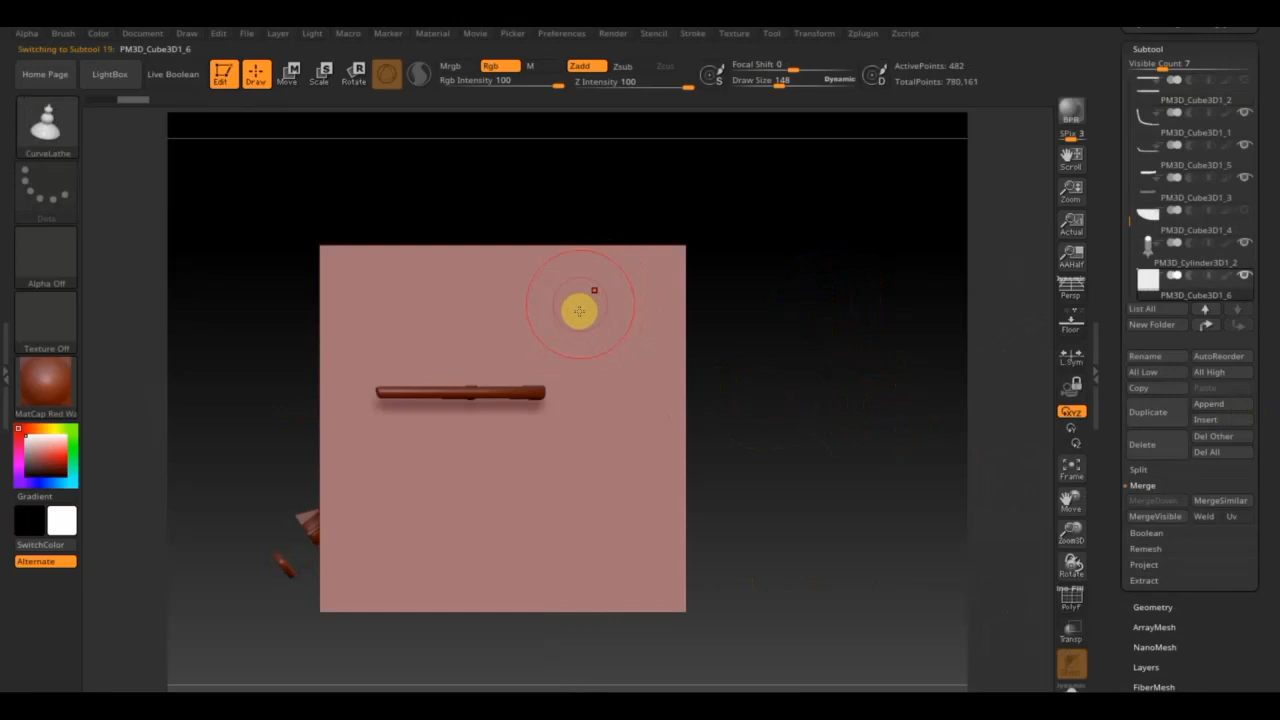 Alpha Brush Color Document Draw Edit File Layer Light Macro Marker Material Movie Picker Preferences Render Stencil Stroke Texture Tool Transform Zplugin Zscript
Switching to Subtool 19: PM3D_Cube3D1_6
Home Page
LightBox
Live Boolean
Edit
Draw
Move
Scale
Rotate
Mrgb
Rgb
M
Rgb Intensity 100
Zadd
Zsub
Zcut
Z Intensity 100
S
Focal Shift 0
Draw Size 148
Dynamic
D
ActivePoints: 482
TotalPoints: 780,161
CurveLathe
Dots
Alpha Off
Texture Off
MatCap Red Wa
Gradient
SwitchColor
Alternate
BPR
SPix 3
Scroll
Zoom
Actual
AAHalf
Dynamic
Persp
Floor
L.Sym
XYZ
Frame
Move
Zoom3D
Rotate
Line Fill
PolyF
Transp
Dynamic
Subtool
Visible Count 7
PM3D_Cube3D1_2
PM3D_Cube3D1_1
PM3D_Cube3D1_5
PM3D_Cube3D1_3
PM3D_Cube3D1_4
PM3D_Cylinder3D1_2
PM3D_Cube3D1_6
List All
New Folder
Rename AutoReorder
All Low All High
Copy Paste
Duplicate
Append
Insert
Delete
Del Other
Del All
Split
Merge
MergeDown MergeSimilar
MergeVisible Weld Uv
Boolean
Remesh
Project
Extract
Geometry
ArrayMesh
NanoMesh
Layers
FiberMesh